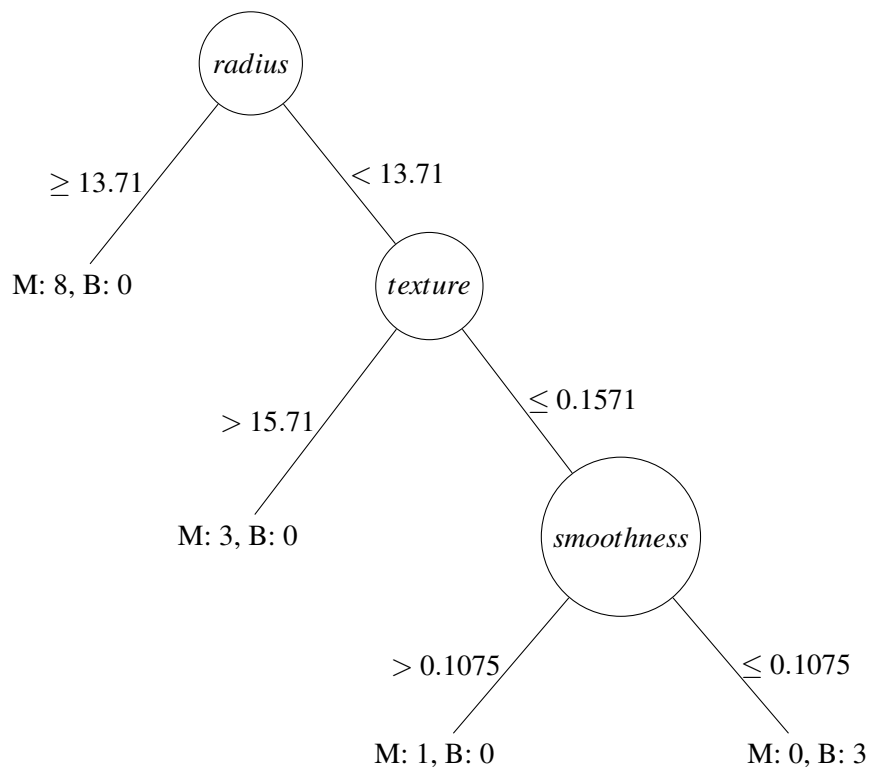 radius
≥ 13.71
< 13.71
M: 8, B: 0
texture
> 15.71
≤ 0.1571
M: 3, B: 0
smoothness
> 0.1075
≤ 0.1075
M: 1, B: 0
M: 0, B: 3